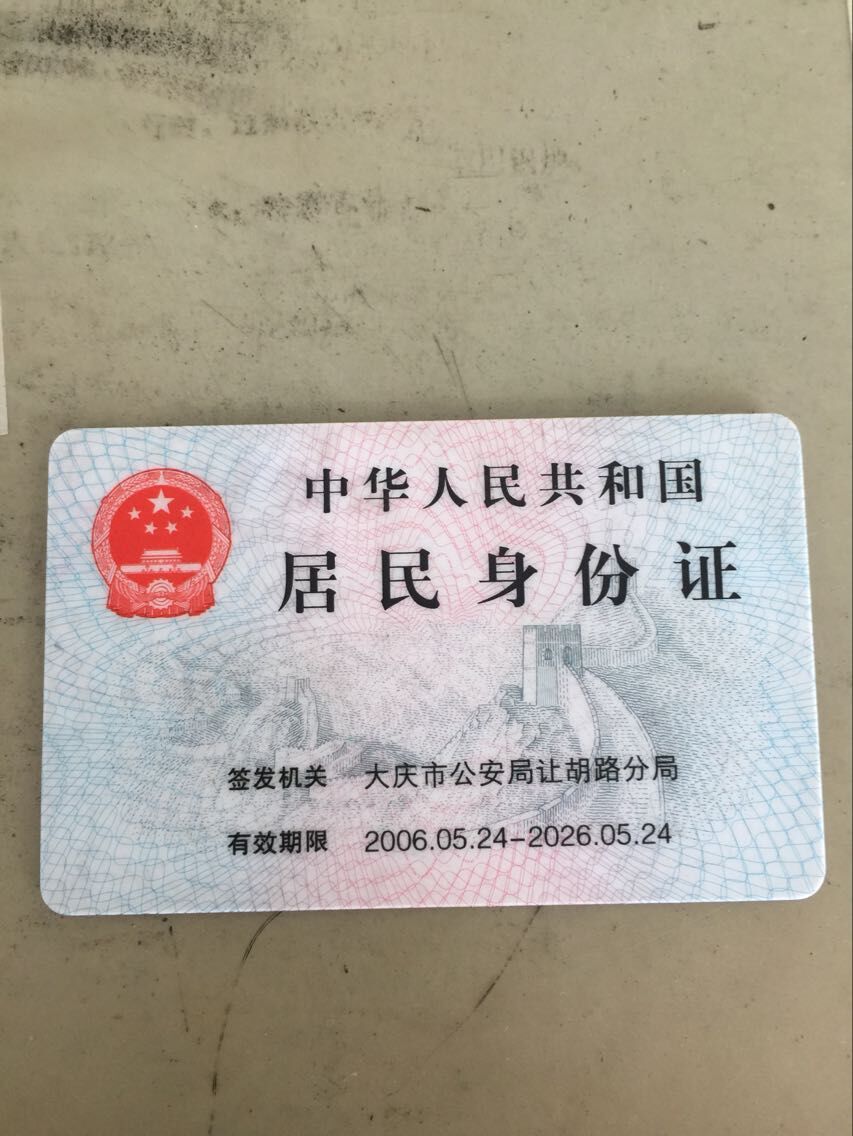 中华人民共和国
居民身份证
签发机关 大庆市公安局让胡路分局
有效期限 2006.05.24-2026.05.24